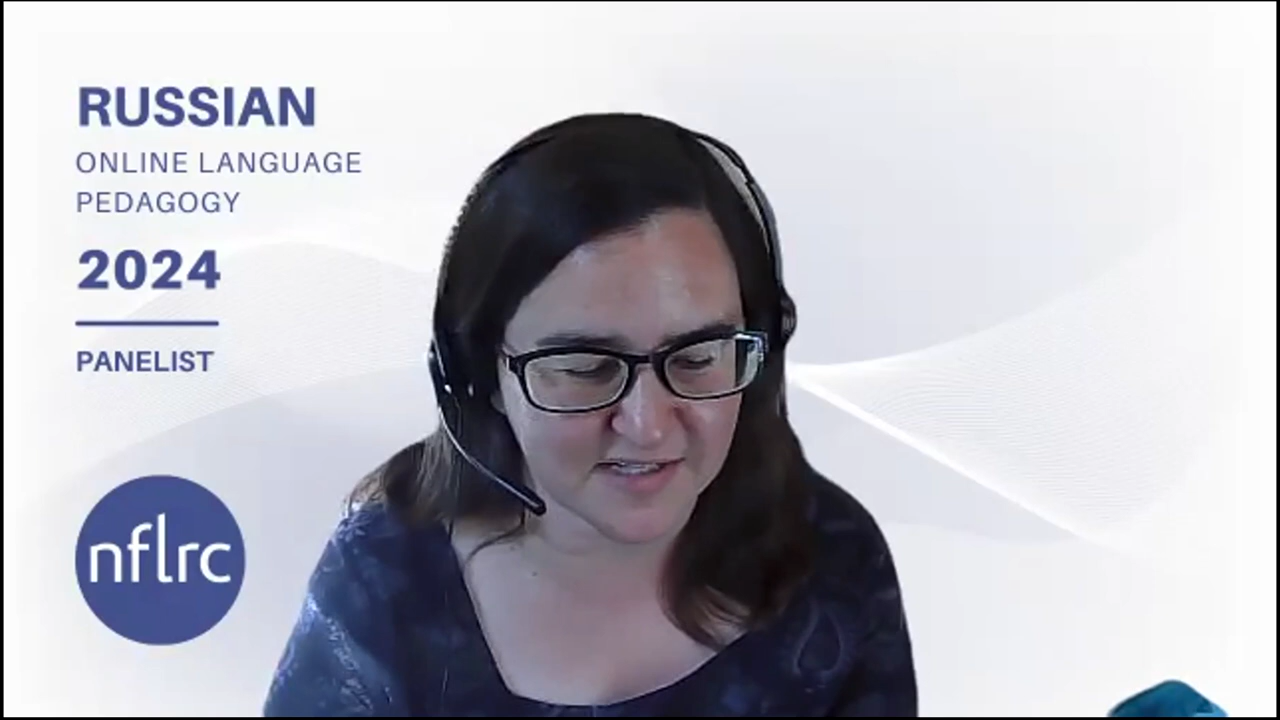 RUSSIAN
ONLINE LANGUAGE
PEDAGOGY
2024
PANELIST
nflrc